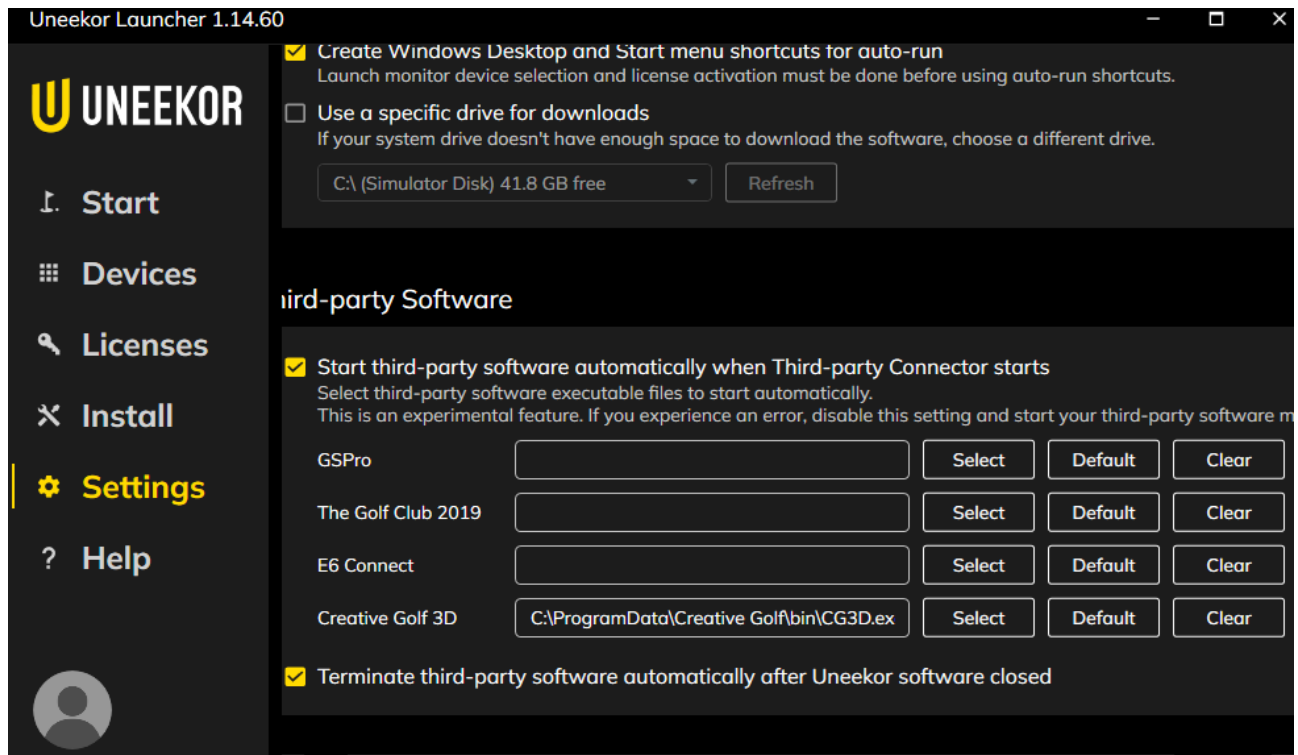 Uneekor Launcher 1.14.60
UNEEKOR
Start
Devices
Licenses
Install
Settings
? Help
Create Windows Desktop and Start menu shortcuts for auto-run
Launch monitor device selection and license activation must be done before using auto-run shortcuts.
Use a specific drive for downloads
If your system drive doesn't have enough space to download the software, choose a different drive.
C:\ (Simulator Disk) 41.8 GB free
Refresh
hird-party Software
Start third-party software automatically when Third-party Connector starts
Select third-party software executable files to start automatically.
This is an experimental feature. If you experience an error, disable this setting and start your third-party software m
GSPro Select Default Clear
The Golf Club 2019 Select Default Clear
E6 Connect Select Default Clear
Creative Golf 3D C:\ProgramData\Creative Golf\bin\CG3D.ex Select Default Clear
Terminate third-party software automatically after Uneekor software closed